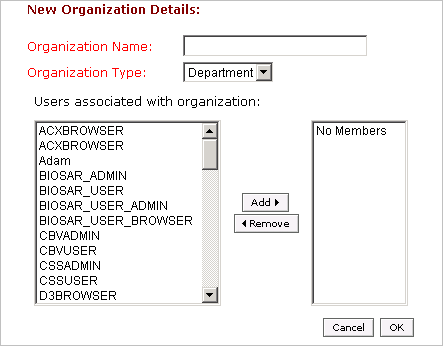 New Organization Details:
Organization Name:
Organization Type: Department
Users associated with organization:
ACXBROWSER
ACXBROWSER
Adam
BIOSAR_ADMIN
BIOSAR_USER
BIOSAR_USER_ADMIN
BIOSAR_USER_BROWSER
CBVADMIN
CBVUSER
CSSADMIN
CSSUSER
D3BROWSER
Add
Remove
No Members
Cancel OK